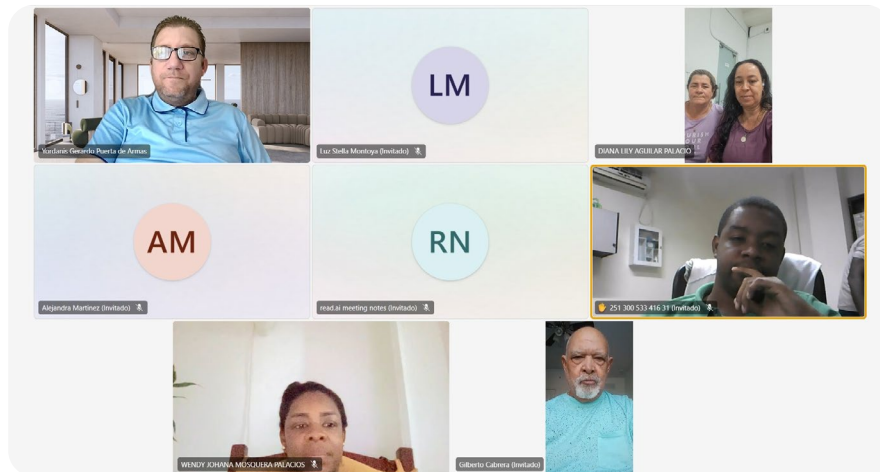 Yordanis Gerardo Puerta de Armas
LM
Luz Stella Montoya (Invitado)
DIANA LILY AGUILAR PALACIO
AM
Alejandra Martinez (Invitado)
RN
read.ai meeting notes (Invitado)
251 300 533 416 31 (Invitado)
WENDY JOHANA MOSQUERA PALACIOS
Gilberto Cabrera (Invitado)